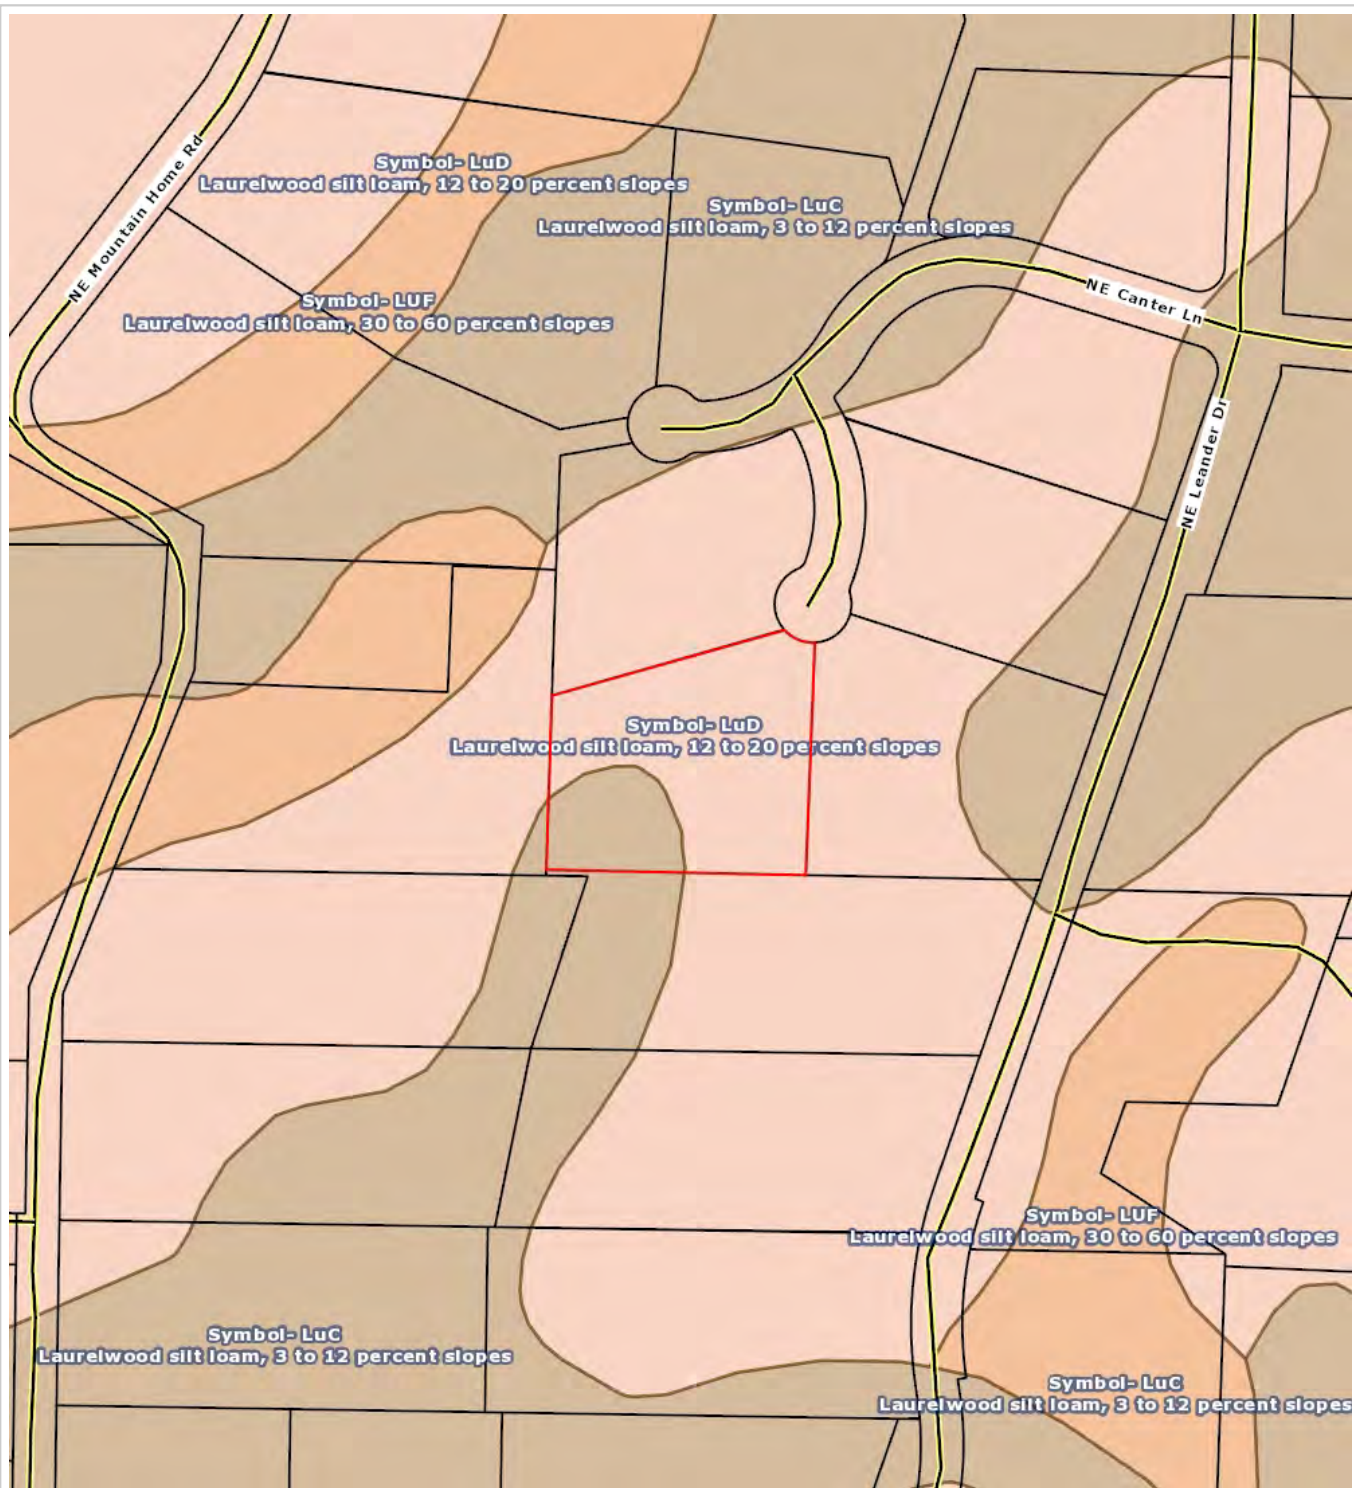 NE Mountain Home Rd
Symbol- LuD
Laurelwood silt loam, 12 to 20 percent slopes
Symbol- LuC
Laurelwood silt loam, 3 to 12 percent slopes
Symbol- LUF
Laurelwood silt loam, 30 to 60 percent slopes
NE Canter Ln
NE Leander Dr
Symbol- LuD
Laurelwood silt loam, 12 to 20 percent slopes
Symbol- LUF
Laurelwood silt loam, 30 to 60 percent slopes
Symbol- LuC
Laurelwood silt loam, 3 to 12 percent slopes
Symbol- LuC
Laurelwood silt loam, 3 to 12 percent slopes